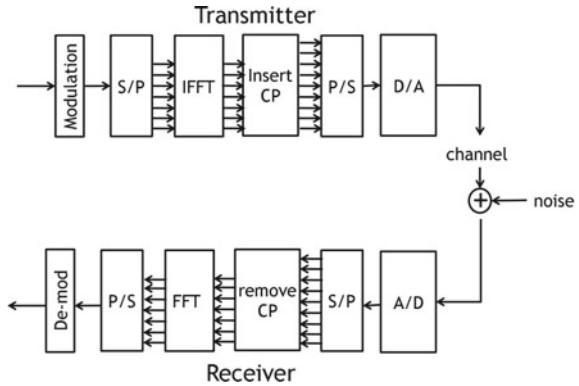 Transmitter
Modulation
S/P
IFFT
Insert
CP
P/S
D/A
channel
+
noise
De-mod
P/S
FFT
remove
CP
S/P
A/D
Receiver